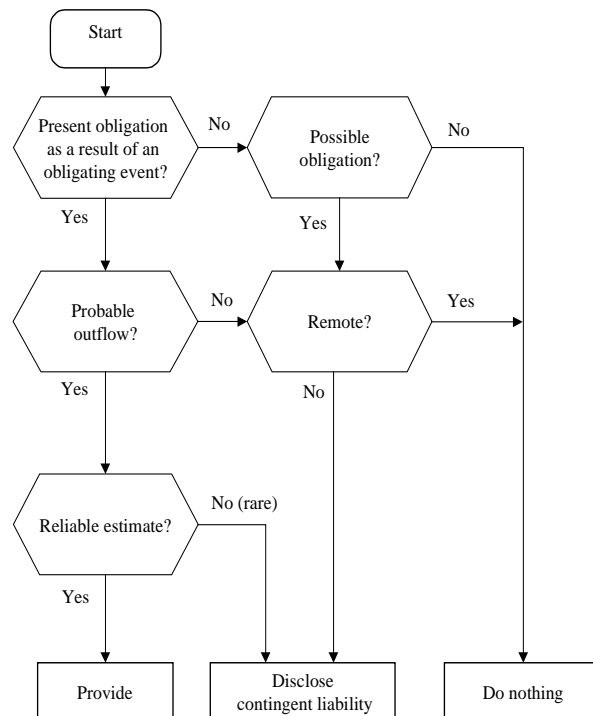 Start
Present obligation
as a result of an
obligating event?
No
Possible
obligation?
No
Yes
Yes
Probable
outflow?
No
Remote?
Yes
Yes
No
Reliable estimate?
No (rare)
Yes
Provide
Disclose
contingent liability
Do nothing